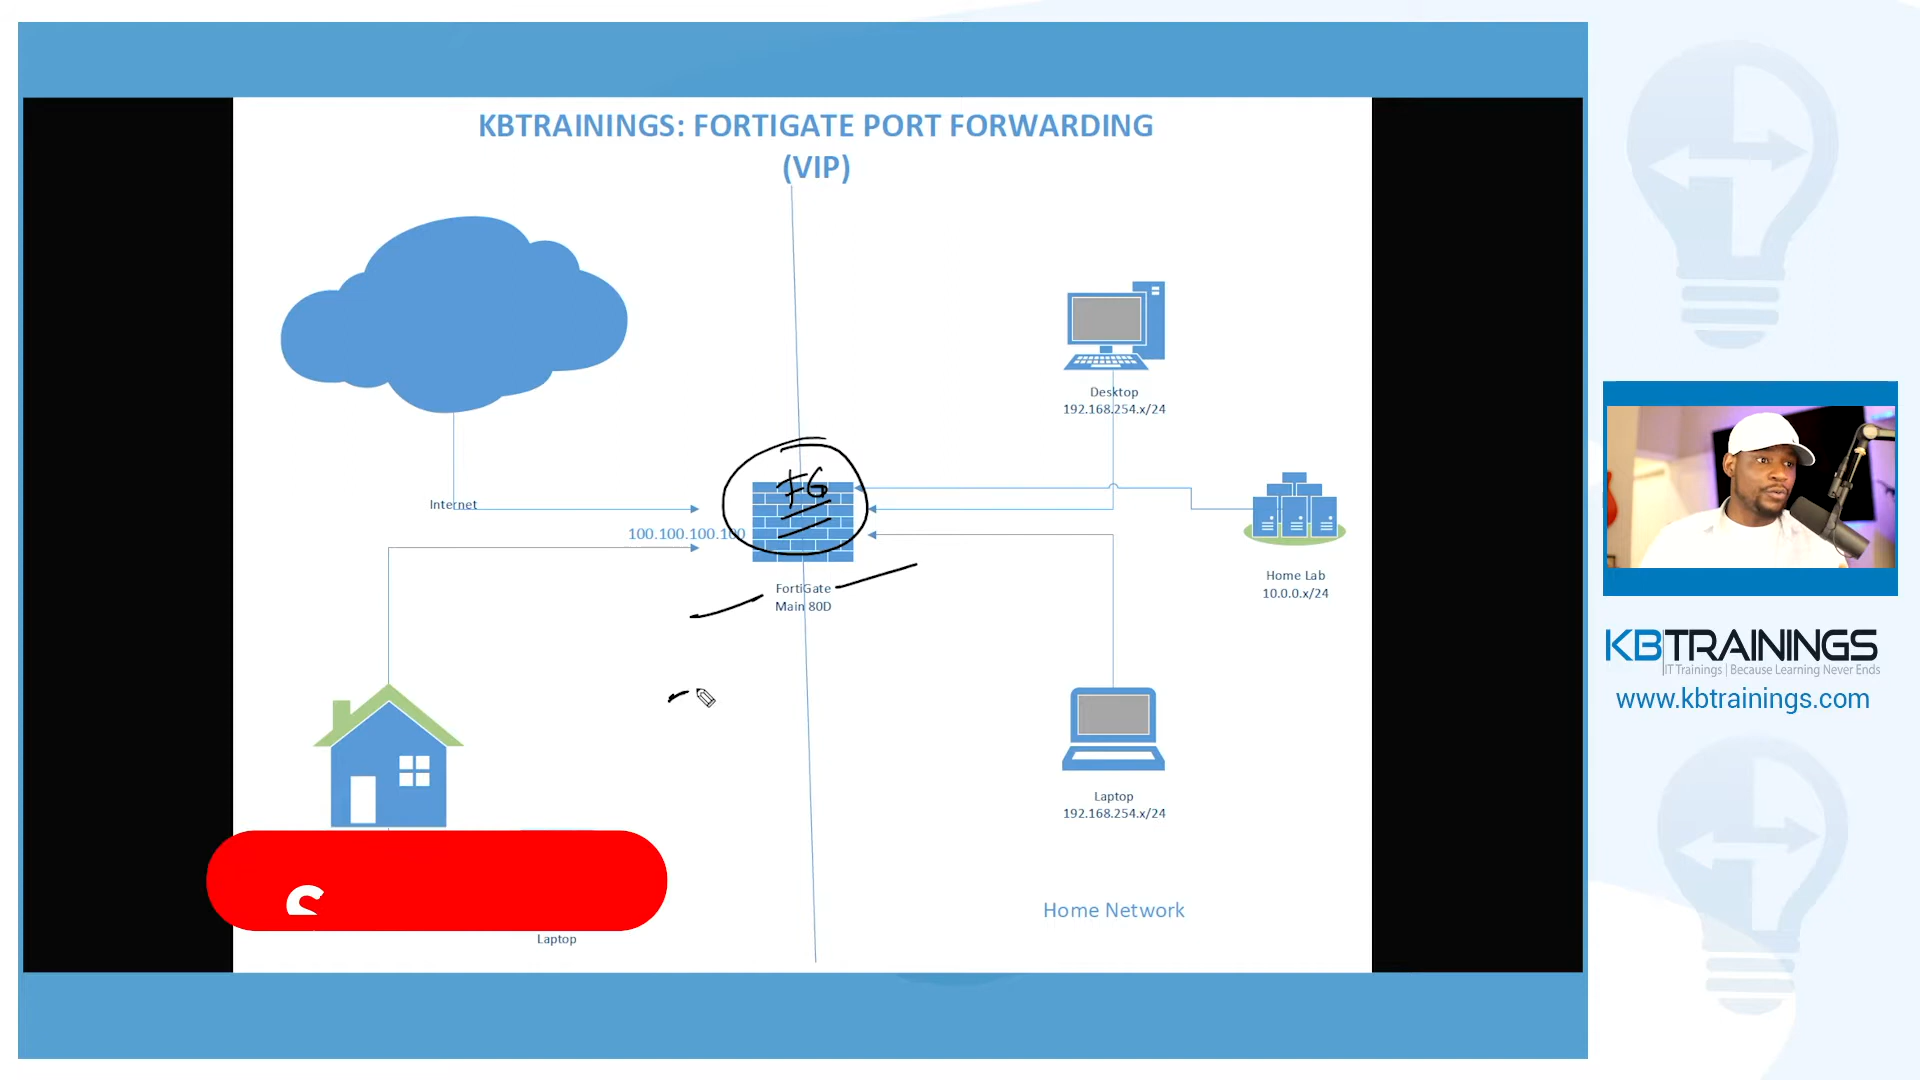 KBTRAININGS: FORTIGATE PORT FORWARDING
(VIP)
Desktop
192.168.254.x/24
FG
Internet
100.100.100.100
FortiGate
Main 80D
Home Lab
10.0.0.x/24
Laptop
192.168.254.x/24
Home Network
S
Laptop
KBTRAININGS
IT Trainings | Because Learning Never Ends
www.kbtrainings.com